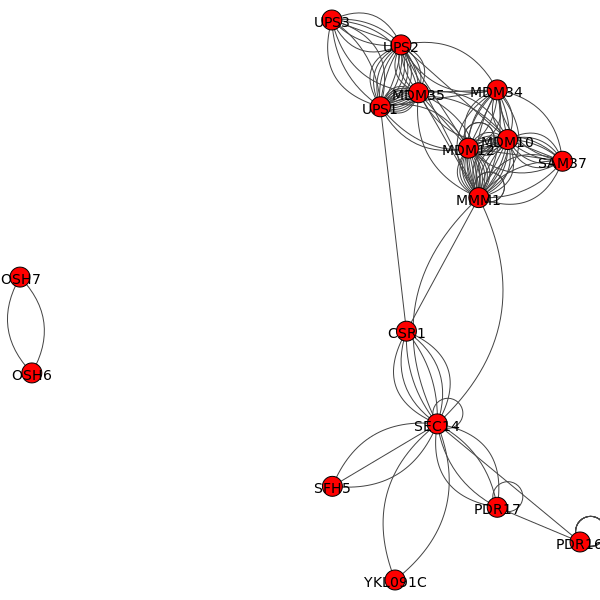 UPS3
UPS2
MDM35
MDM34
UPS1
MDM12
MDM10
SAM37
MMM1
OSH7
CSR1
OSH6
SEC14
SFH5
PDR17
PDR16
YKL091C